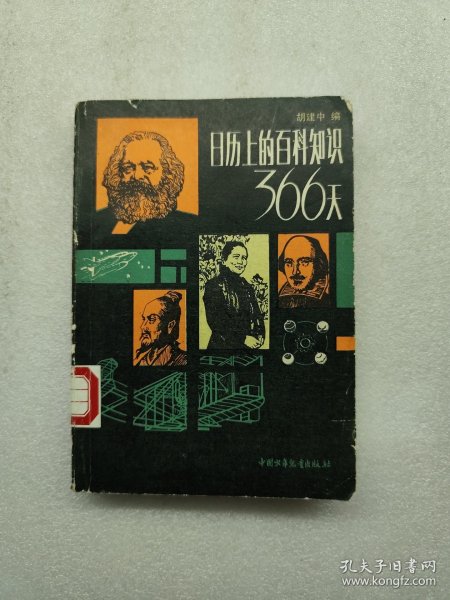 胡建中 编
日历上的百科知识
366天
中国少年儿童出版社
孔夫子旧书网
www.kongfz.com